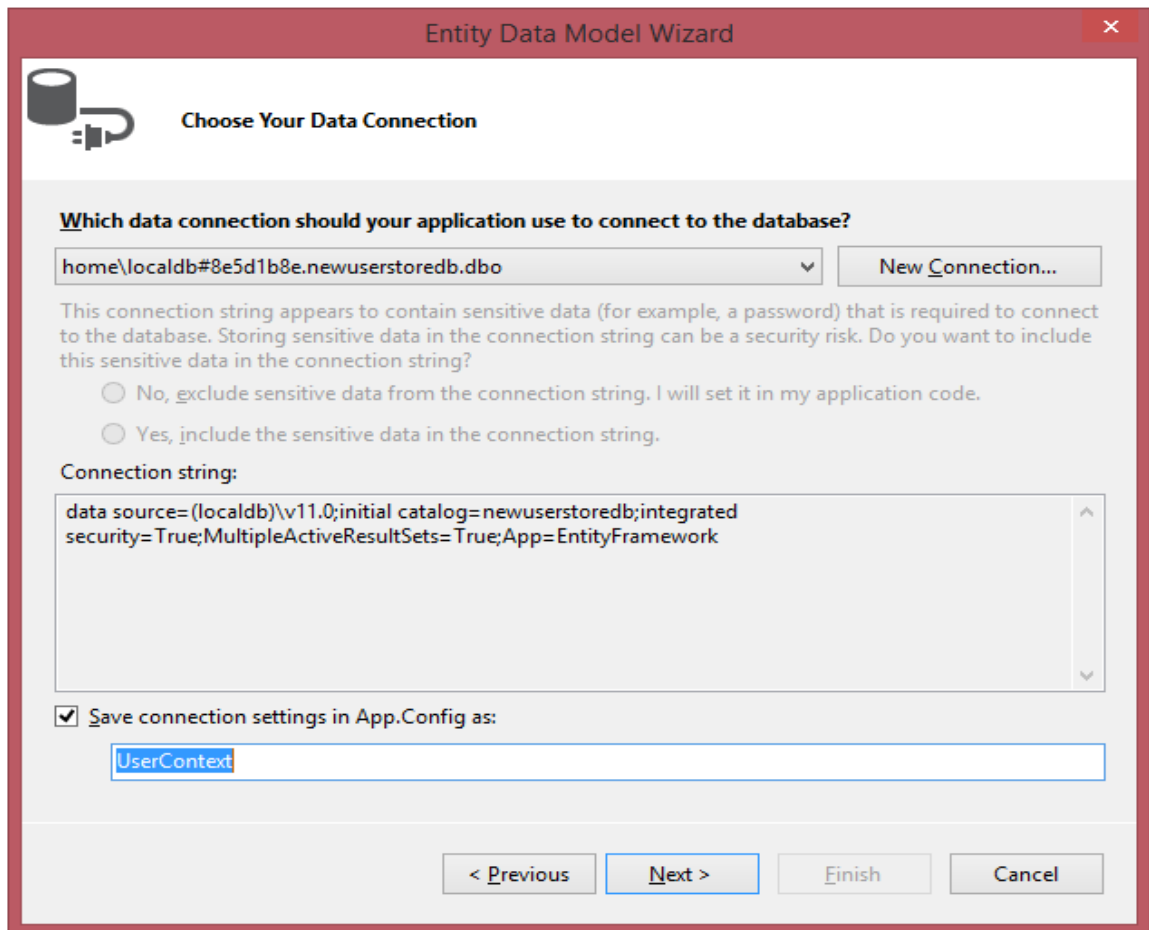 Entity Data Model Wizard
Choose Your Data Connection
Which data connection should your application use to connect to the database?
home\localdb#8e5d1b8e.newuserstoredb.dbo
New Connection...
This connection string appears to contain sensitive data (for example, a password) that is required to connect
to the database. Storing sensitive data in the connection string can be a security risk. Do you want to include
this sensitive data in the connection string?
No, exclude sensitive data from the connection string. I will set it in my application code.
Yes, include the sensitive data in the connection string.
Connection string:
data source=(localdb)\v11.0;initial catalog=newuserstoredb;integrated
security=True;MultipleActiveResultSets=True;App=EntityFramework
Save connection settings in App.Config as:
UserContext
< Previous
Next >
Finish
Cancel